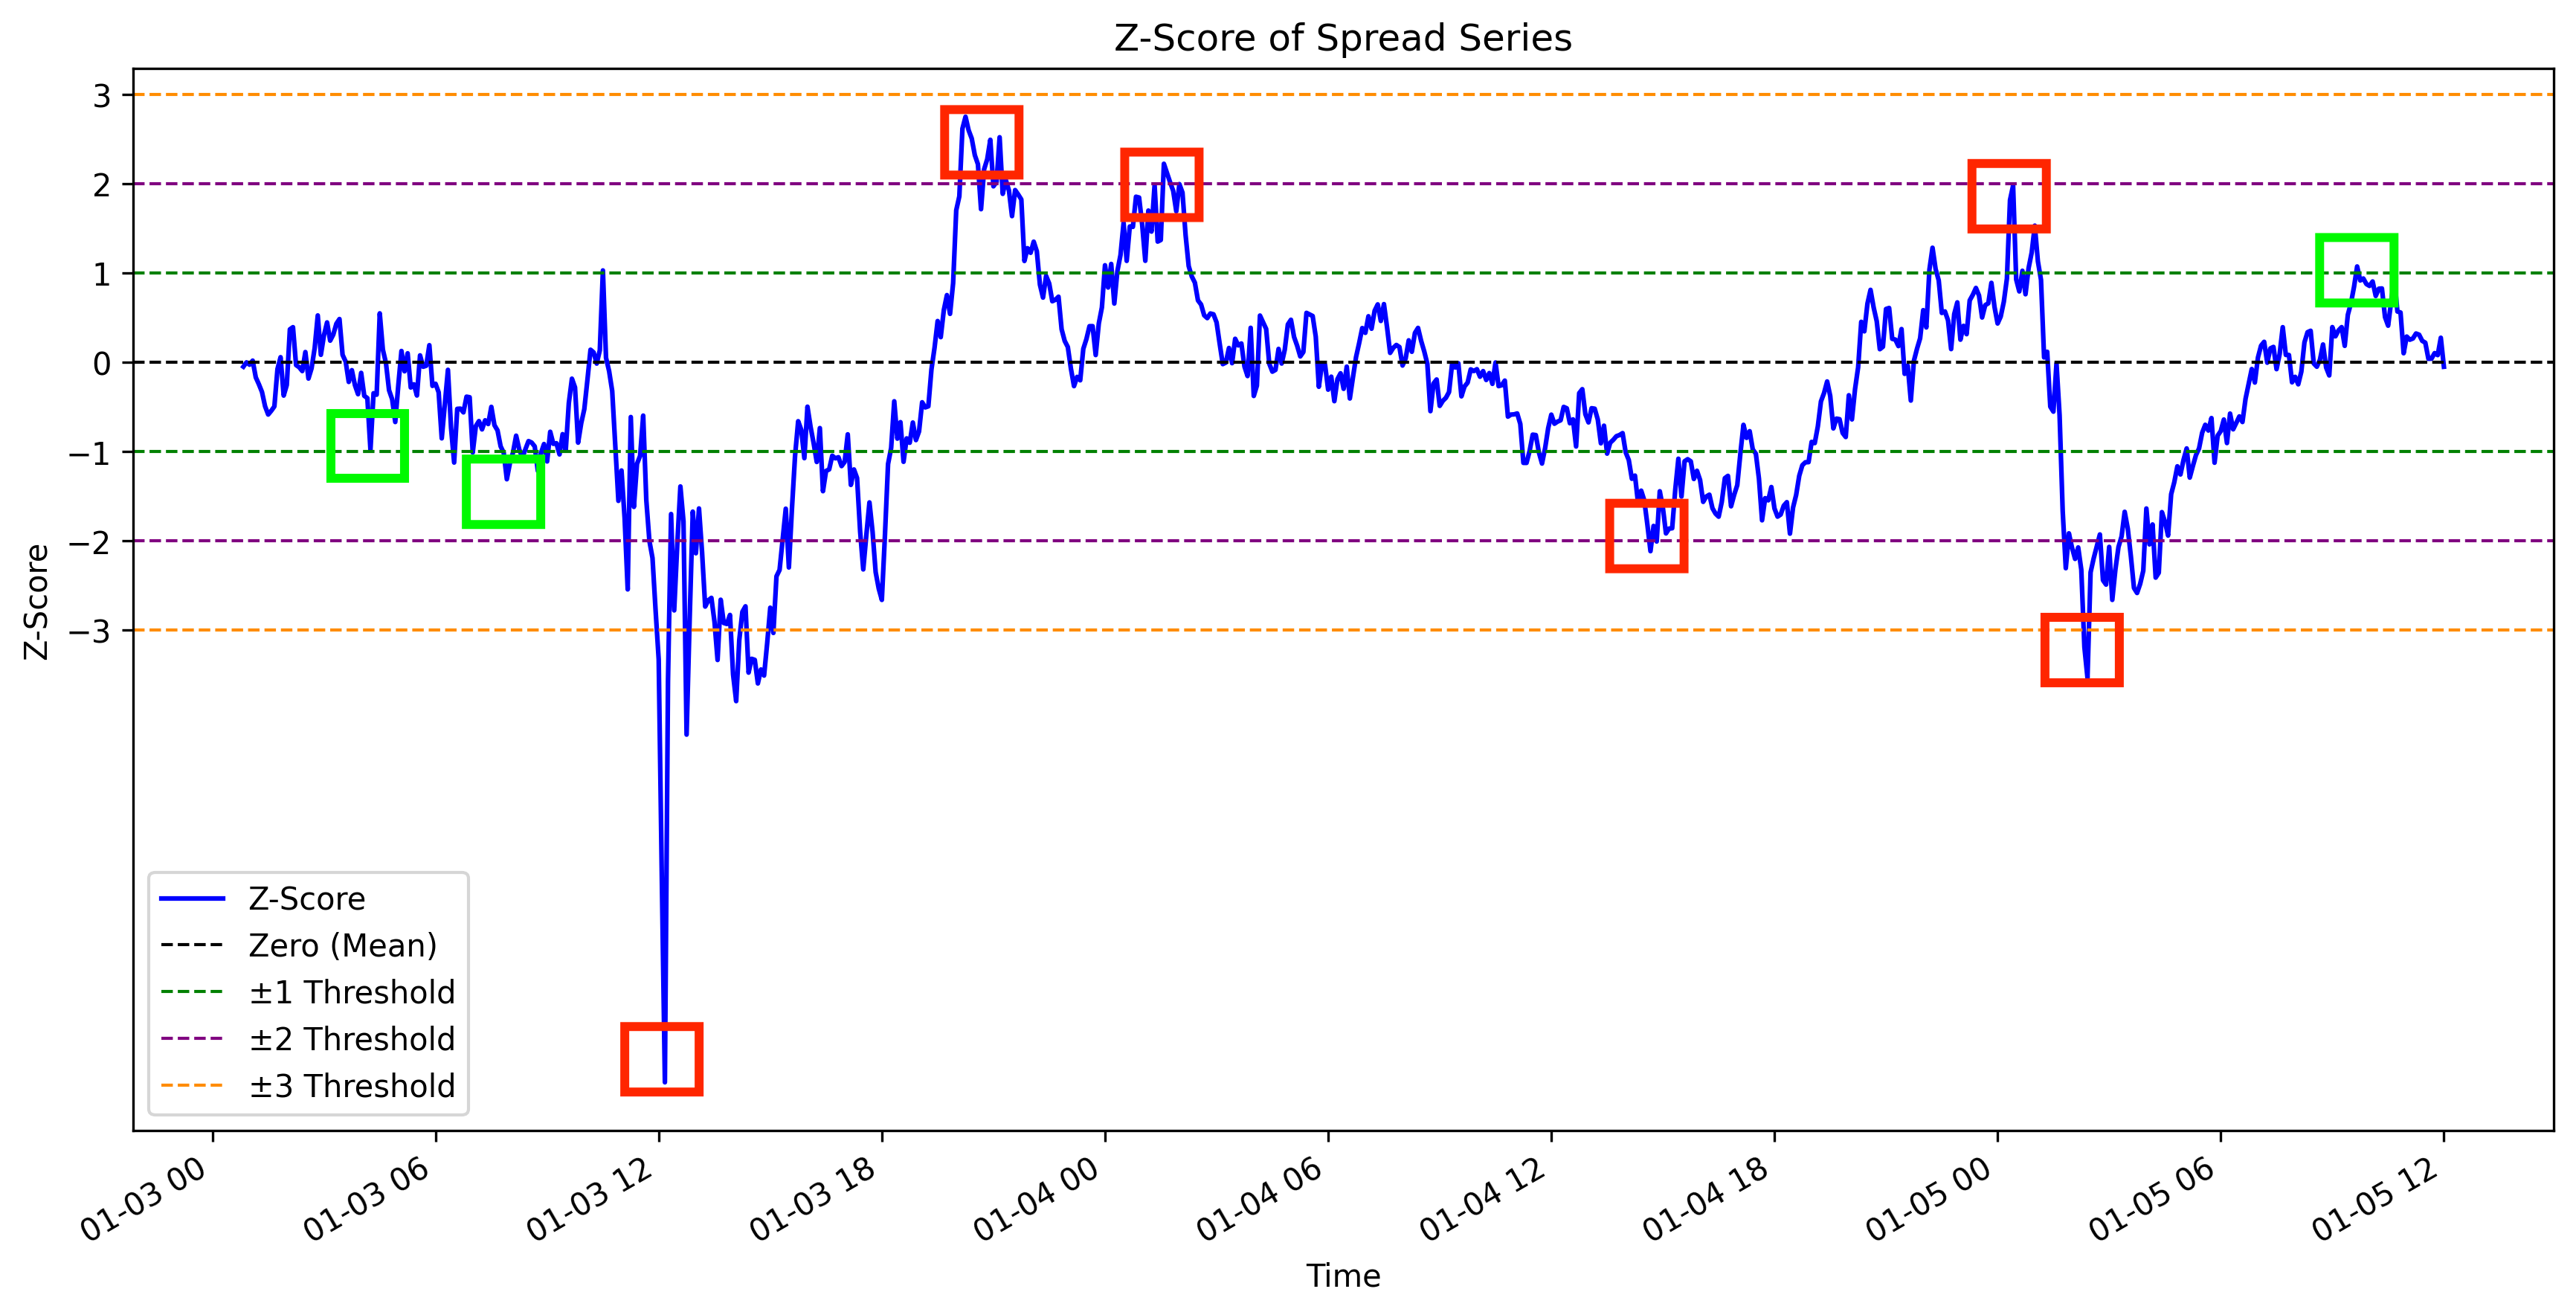 Z-Score of Spread Series
3
2
1
0
−1
−2
−3
Z-Score
Z-Score
Zero (Mean)
±1 Threshold
±2 Threshold
±3 Threshold
01-03 00
01-03 06
01-03 12
01-03 18
01-04 00
01-04 06
01-04 12
01-04 18
01-05 00
01-05 06
01-05 12
Time